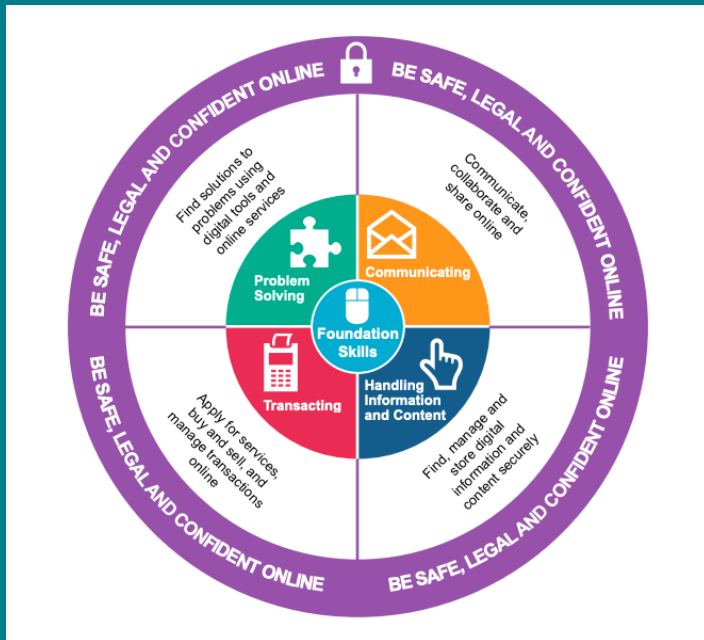 BE SAFE, LEGAL AND CONFIDENT ONLINE
BE SAFE, LEGAL AND CONFIDENT ONLINE
Find solutions to
problems using
digital tools and
online services
Communicate,
collaborate and
share online
Problem
Solving
Communicating
Foundation
Skills
Transacting
Handling
Information
and Content
Apply for services,
buy and sell, and
manage transactions
online
Find, manage and
store digital
information and
content securely
BE SAFE, LEGAL AND CONFIDENT ONLINE
BE SAFE, LEGAL AND CONFIDENT ONLINE